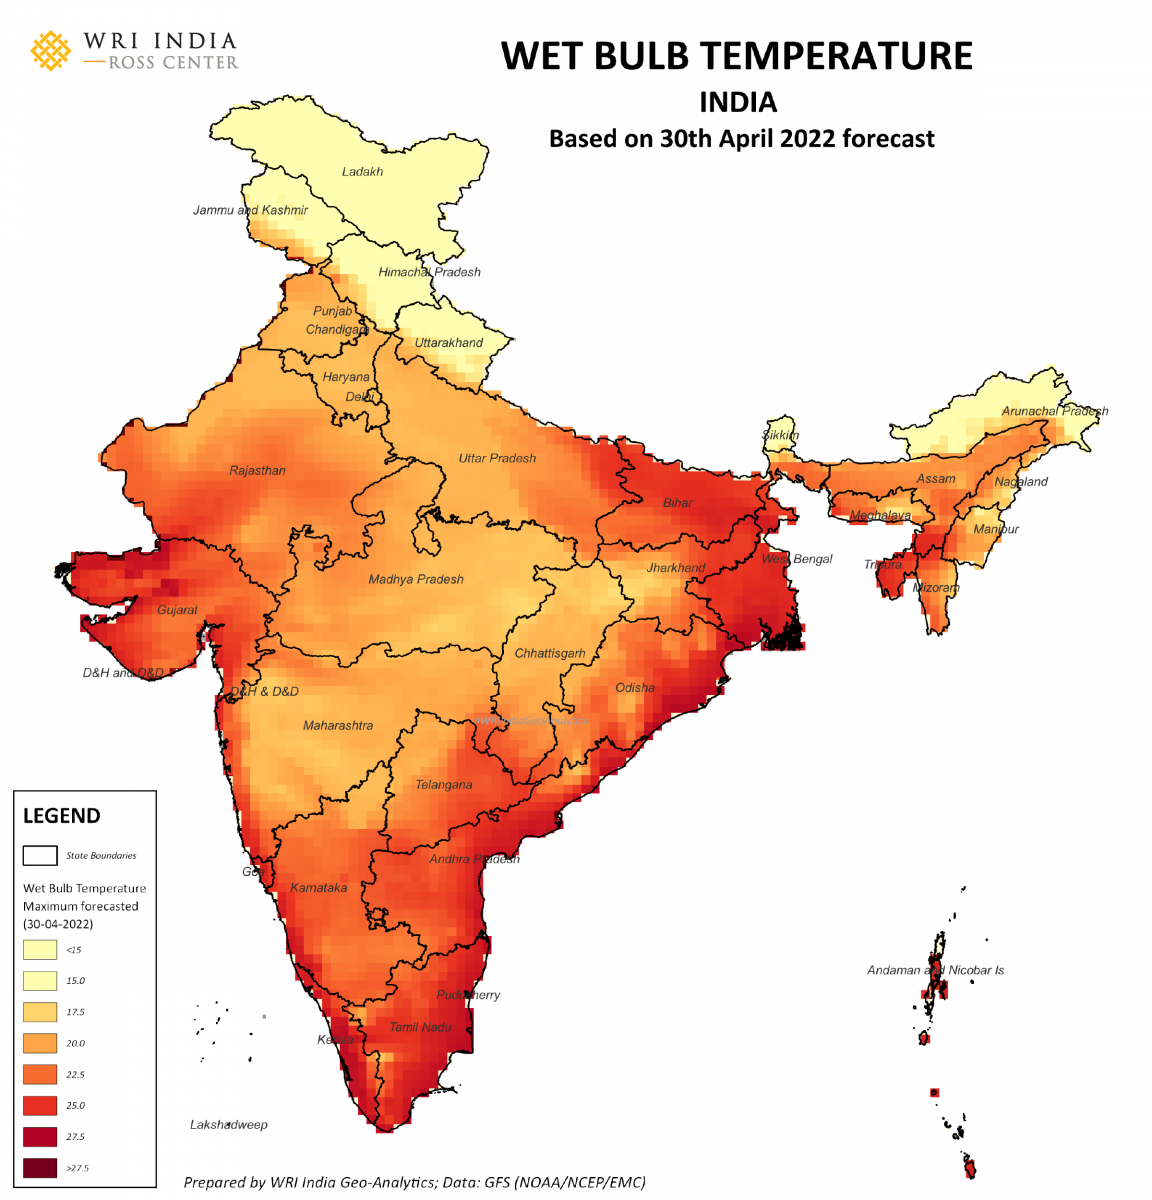 WRI INDIA
ROSS CENTER
WET BULB TEMPERATURE
INDIA
Based on 30th April 2022 forecast
Ladakh
Jammu and Kashmir
Himachal Pradesh
Punjab
Chandigarh
Uttarakhand
Haryana
Delhi
Arunachal Pradesh
Sikkim
Uttar Pradesh
Rajasthan
Assam
Nagaland
Bihar
Meghalaya
Manipur
West Bengal
Tripura
Jharkhand
Madhya Pradesh
Mizoram
Gujarat
Chhattisgarh
D&H and D&D
D&H & D&D
Odisha
Maharashtra
Telangana
Andhra Pradesh
Goa
Karnataka
Andaman and Nicobar Is
Puducherry
Tamil Nadu
Kerala
Lakshadweep
LEGEND
State Boundaries
Wet Bulb Temperature
Maximum forecasted
(30-04-2022)
<15
15.0
17.5
20.0
22.5
25.0
27.5
>27.5
Prepared by WRI India Geo-Analytics; Data: GFS (NOAA/NCEP/EMC)